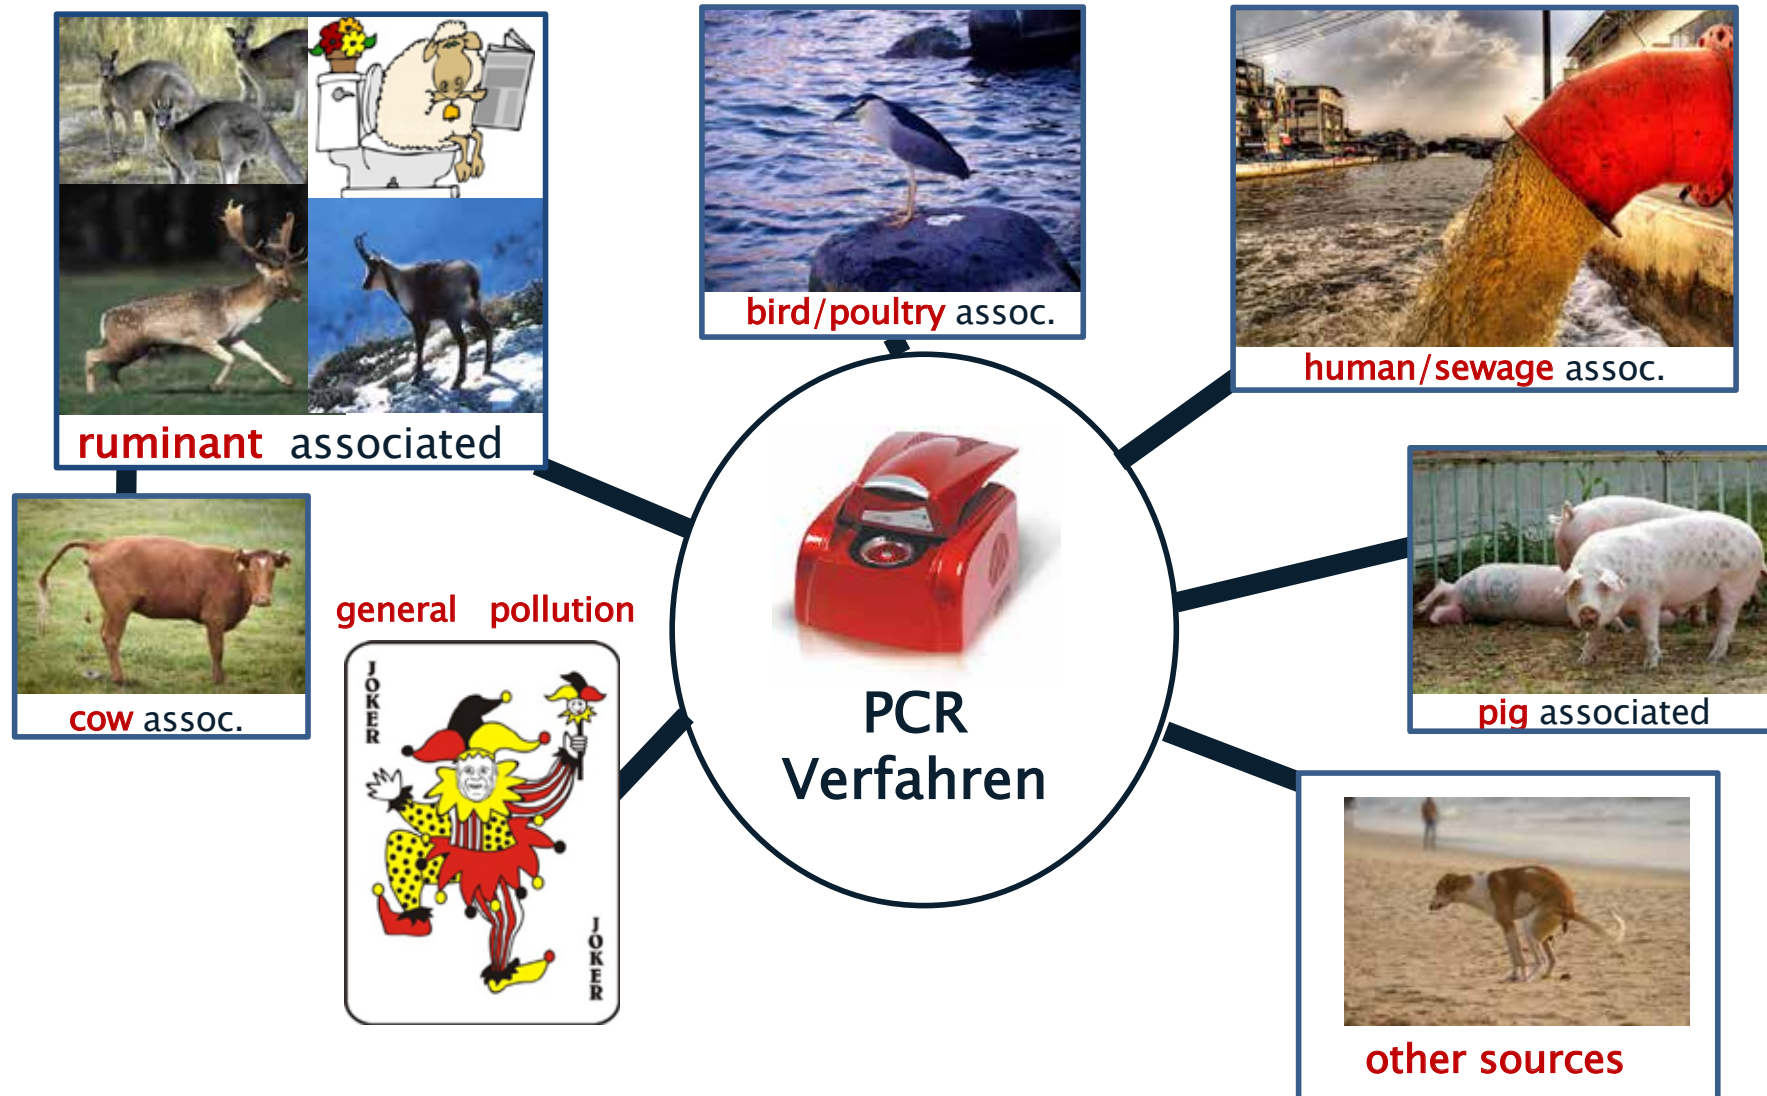 ruminant associated
bird/poultry assoc.
human/sewage assoc.
cow assoc.
general pollution
JOKER
JOKER
PCR
Verfahren
pig associated
other sources